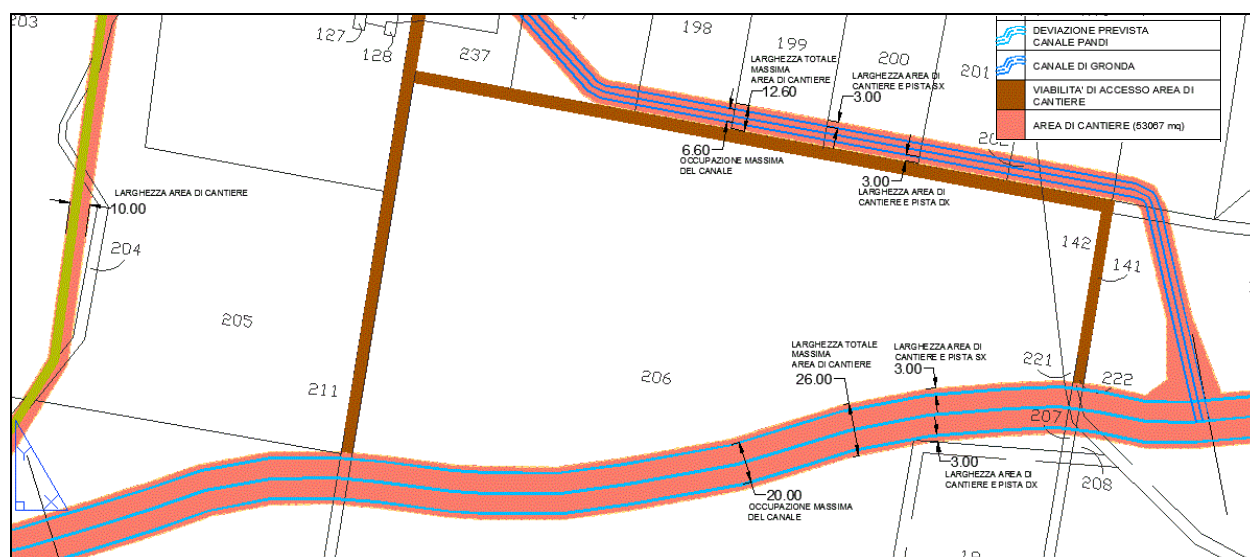 203
127
128
237
198
199
200
201
202
DEVIAZIONE PREVISTA
CANALE PANDI
CANALE DI GRONDA
VIABILITA' DI ACCESSO AREA DI
CANTIERE
AREA DI CANTIERE (53067 mq)
LARGHEZZA TOTALE
MASSIMA
AREA DI CANTIERE
12.60
LARGHEZZA AREA DI
CANTIERE E PISTA SX
3.00
6.60
OCCUPAZIONE MASSIMA
DEL CANALE
3.00
LARGHEZZA AREA DI
CANTIERE E PISTA DX
LARGHEZZA AREA DI CANTIERE
10.00
204
205
211
206
142
141
221
222
207
208
LARGHEZZA TOTALE
MASSIMA
AREA DI CANTIERE
26.00
LARGHEZZA AREA DI
CANTIERE E PISTA SX
3.00
20.00
OCCUPAZIONE MASSIMA
DEL CANALE
3.00
LARGHEZZA AREA DI
CANTIERE E PISTA DX
Y
X